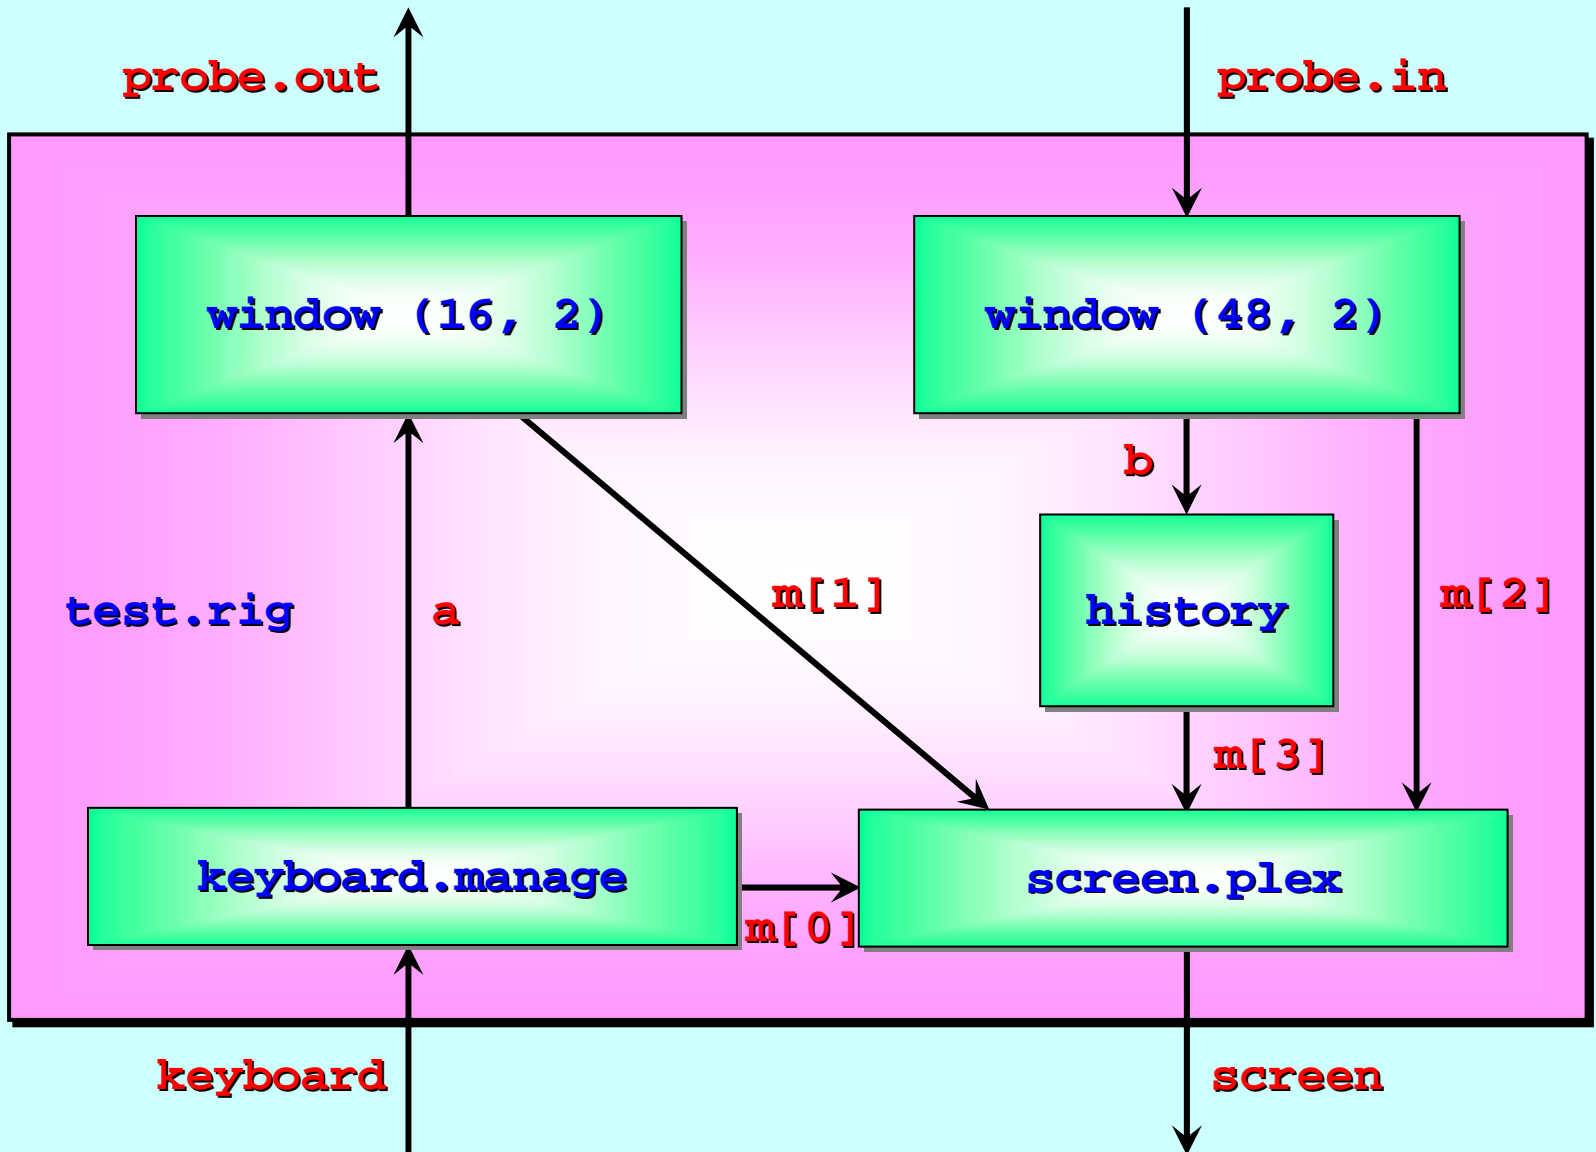 probe.out
probe.in
window (16, 2)
window (48, 2)
b
m[1]
m[2]
test.rig
a
history
m[3]
keyboard.manage
screen.plex
m[0]
keyboard
screen